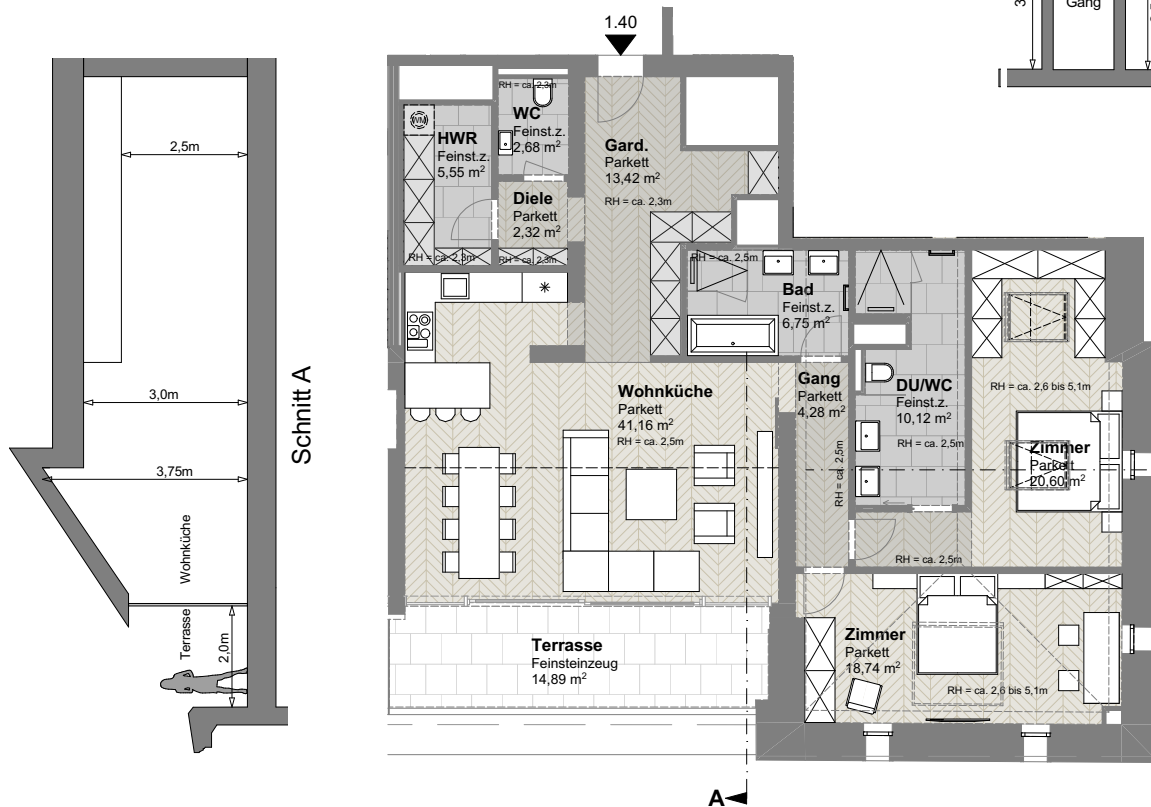 1.40
Gang
3
2,5m
3,0m
3,75m
Schnitt A
Wohnküche
Terrasse
2,0m
RH = ca. 2,3m
WC
Feinst.z.
2,68 m²
WM
HWR
Feinst.z.
5,55 m²
RH = ca. 2,3m
Diele
Parkett
2,32 m²
RH = ca. 2,3m
Gard.
Parkett
13,42 m²
RH = ca. 2,3m
RH = ca. 2,5m
Bad
Feinst.z.
6,75 m²
Wohnküche
Parkett
41,16 m²
RH = ca. 2,5m
Gang
Parkett
4,28 m²
RH = ca. 2,5m
DU/WC
Feinst.z.
10,12 m²
RH = ca. 2,5m
RH = ca. 2,6 bis 5,1m
Zimmer
Parkett
20,60 m²
RH = ca. 2,5m
Zimmer
Parkett
18,74 m²
RH = ca. 2,6 bis 5,1m
Terrasse
Feinsteinzeug
14,89 m²
A